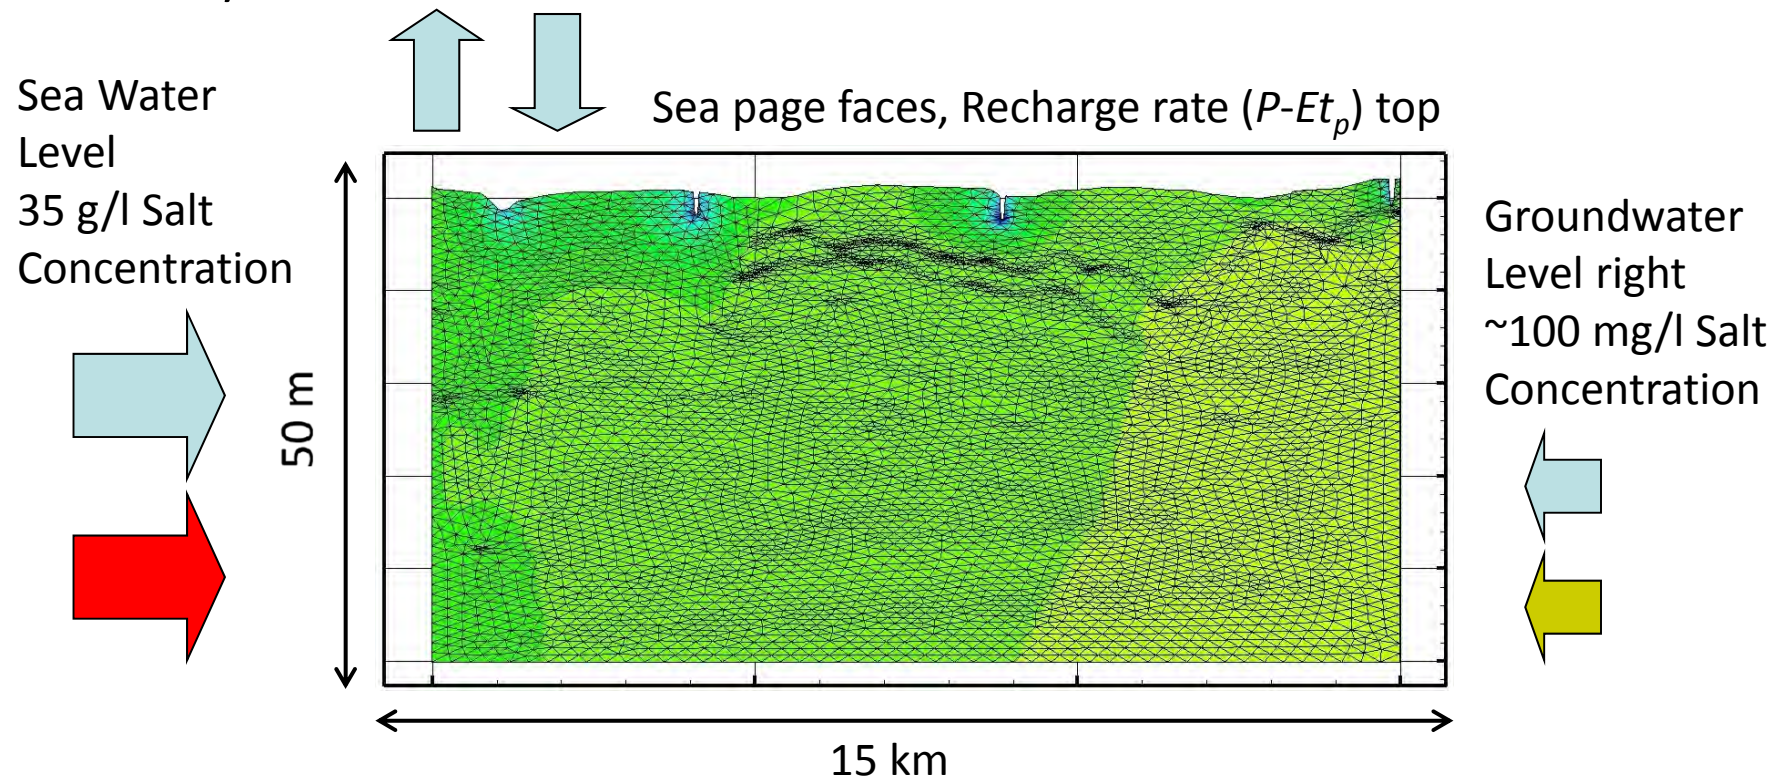 Sea Water
Level
35 g/l Salt
Concentration
Sea page faces, Recharge rate (P-Etp) top
Groundwater
Level right
~100 mg/l Salt
Concentration
50 m
15 km